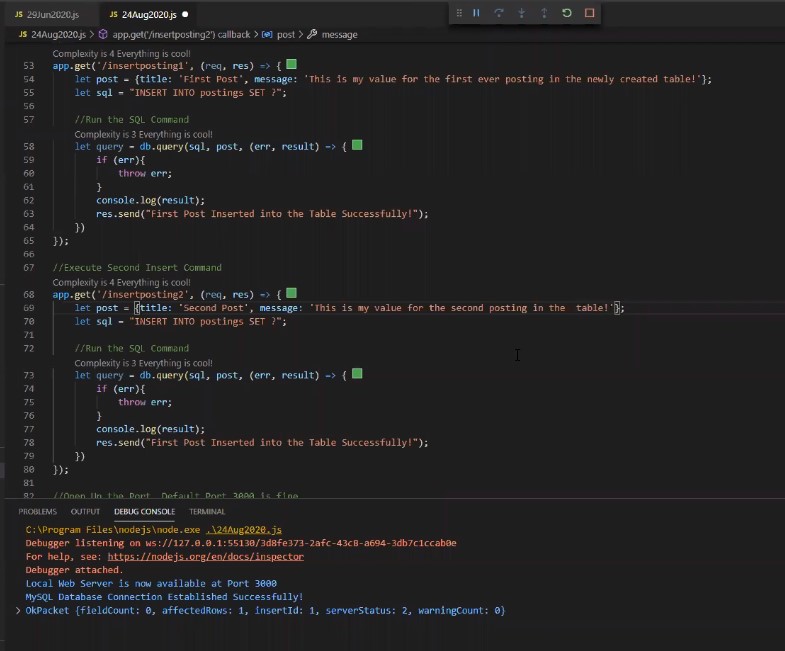 JS 29Jun2020.js JS 24Aug2020.js
JS 24Aug2020.js > app.get('/insertposting2') callback > post > message
Complexity is 4 Everything is cool!
53 app.get('/insertposting1', (req, res) => {
54 let post = {title: 'First Post', message: 'This is my value for the first ever posting in the newly created table!'};
55 let sql = "INSERT INTO postings SET ?";
56
57 //Run the SQL Command
Complexity is 3 Everything is cool!
58 let query = db.query(sql, post, (err, result) => {
59 if (err){
60 throw err;
61 }
62 console.log(result);
63 res.send("First Post Inserted into the Table Successfully!");
64 })
65 });
66
67 //Execute Second Insert Command
Complexity is 4 Everything is cool!
68 app.get('/insertposting2', (req, res) => {
69 let post = {title: 'Second Post', message: 'This is my value for the second posting in the  table!'};
70 let sql = "INSERT INTO postings SET ?";
71
72 //Run the SQL Command
Complexity is 3 Everything is cool!
73 let query = db.query(sql, post, (err, result) => {
74 if (err){
75 throw err;
76 }
77 console.log(result);
78 res.send("First Post Inserted into the Table Successfully!");
79 })
80 });
81
82 //Open Up the Port, Default Port 3000 is fine
PROBLEMS OUTPUT DEBUG CONSOLE TERMINAL
C:\Program Files\nodejs\node.exe .\24Aug2020.js
Debugger listening on ws://127.0.0.1:55130/3d8fe373-2afc-43c8-a694-3db7c1ccab0e
For help, see: https://nodejs.org/en/docs/inspector
Debugger attached.
Local Web Server is now available at Port 3000
MySQL Database Connection Established Successfully!
> OkPacket {fieldCount: 0, affectedRows: 1, insertId: 1, serverStatus: 2, warningCount: 0}